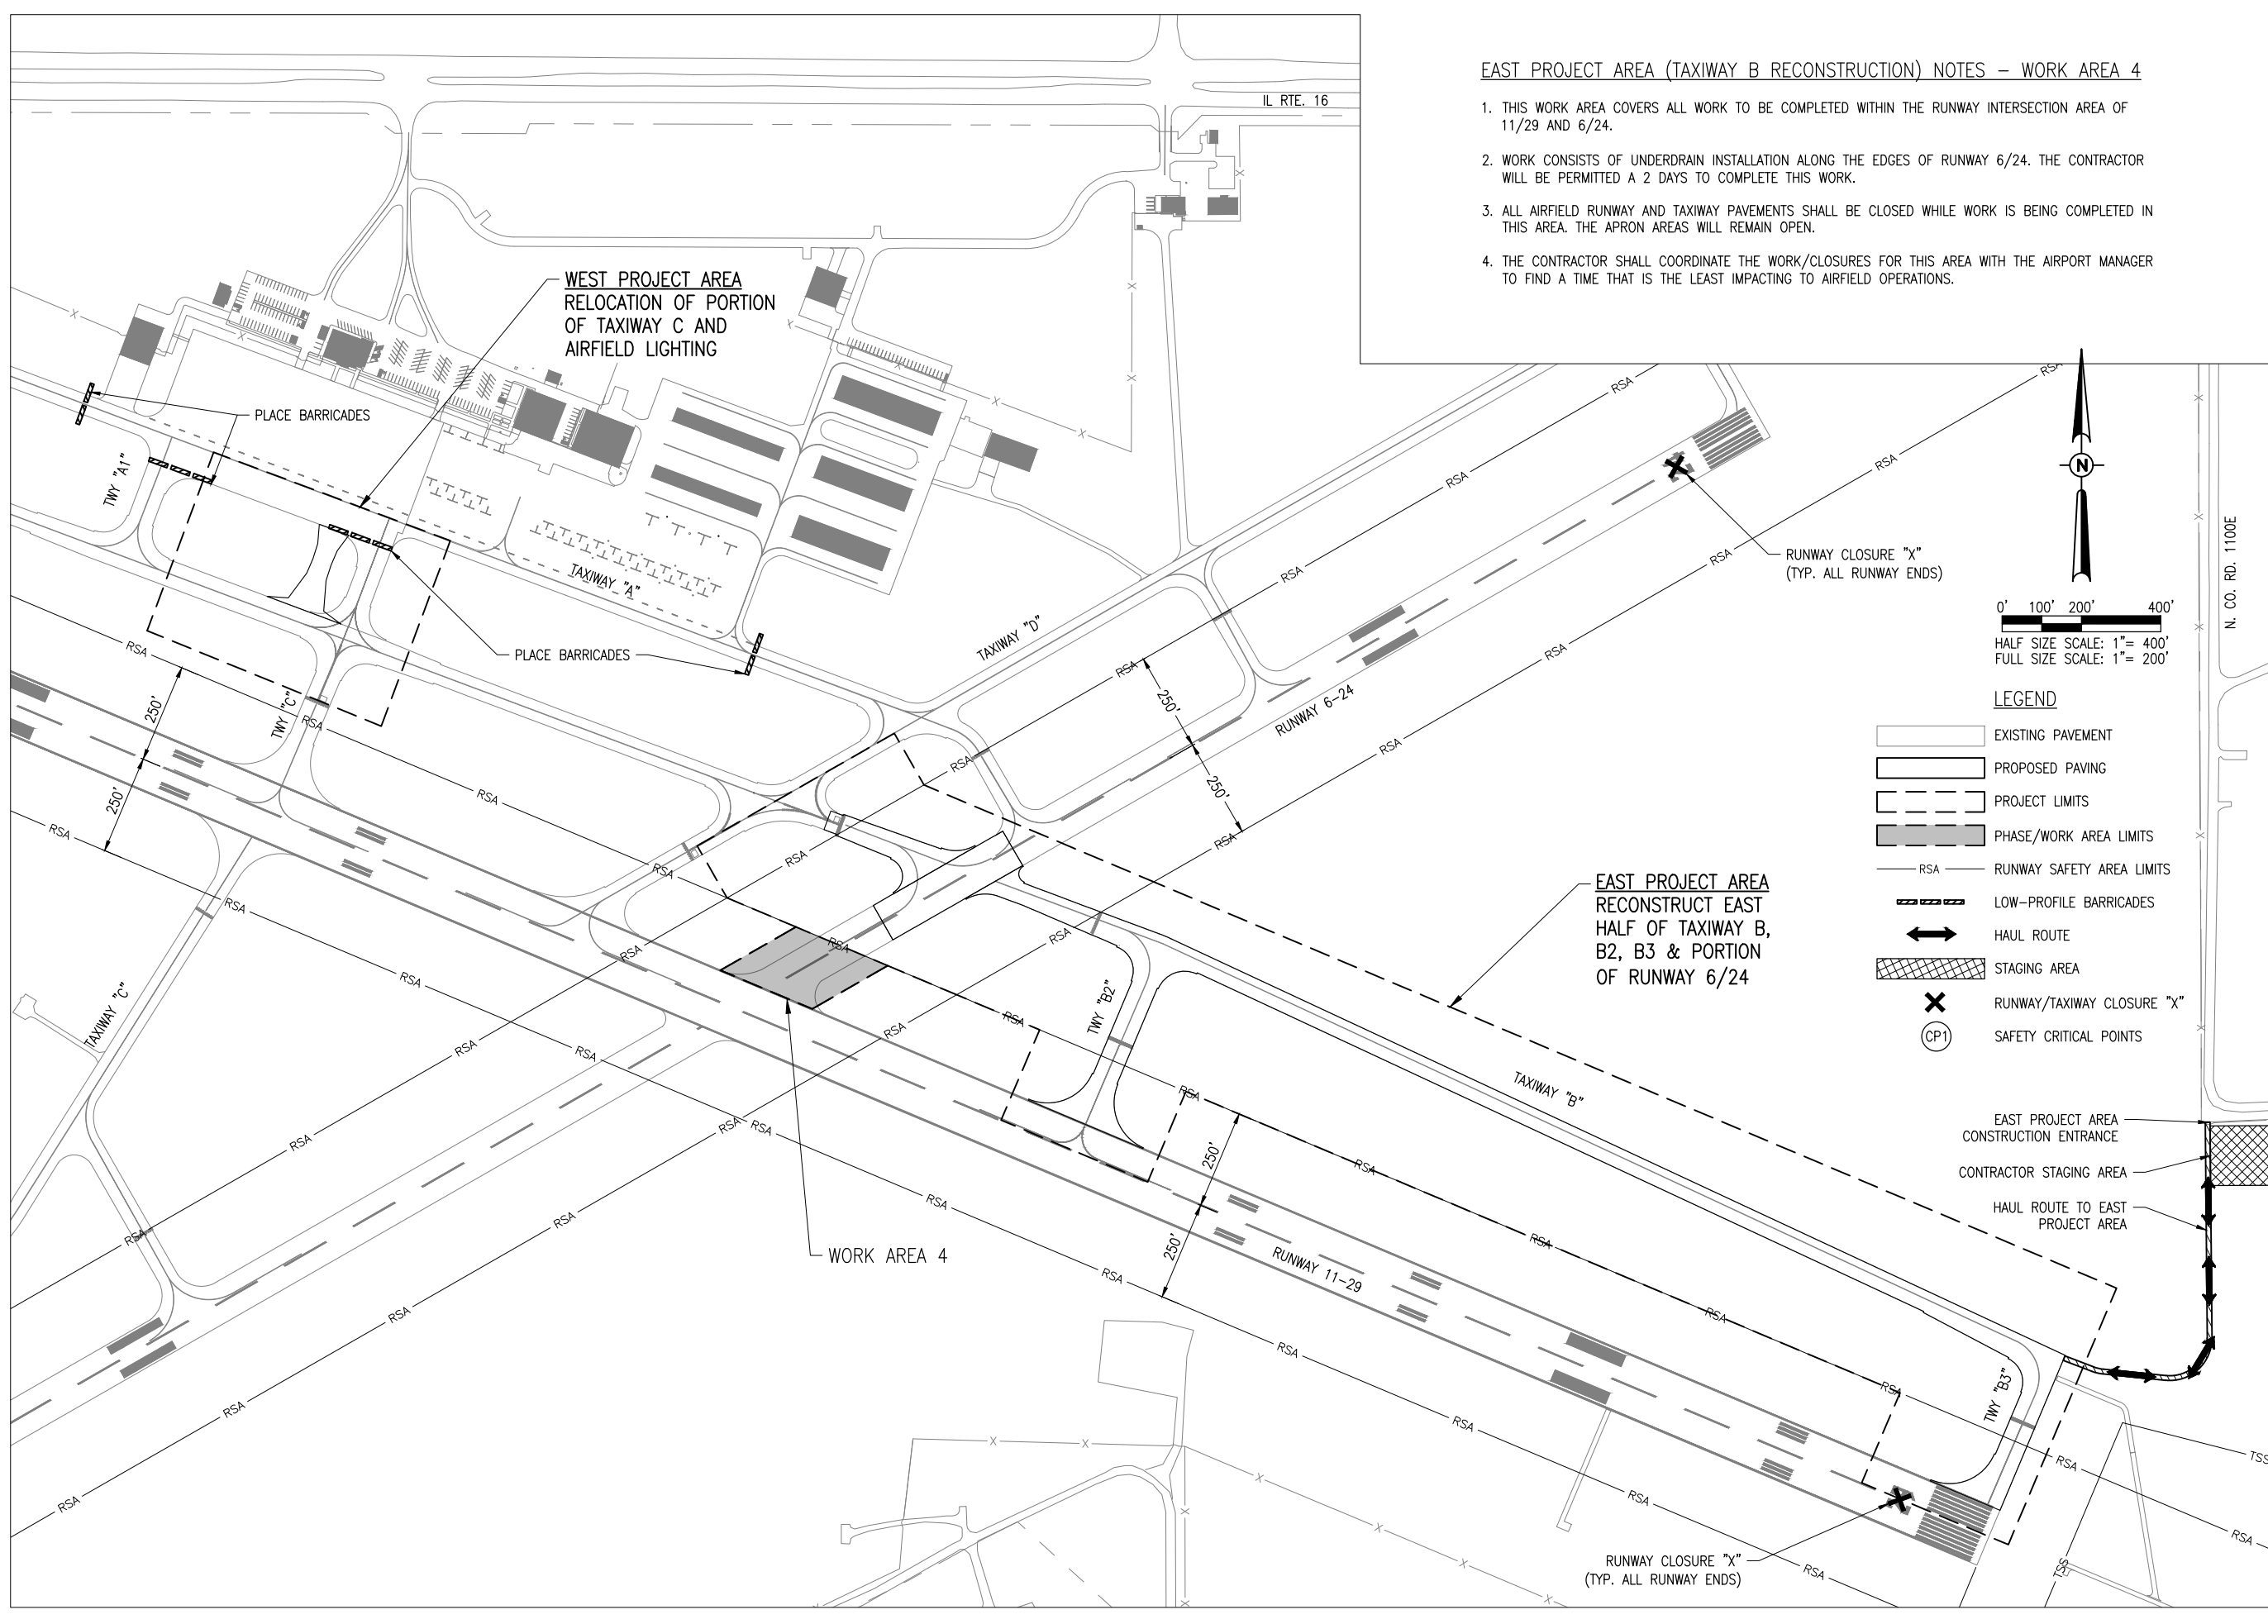 EAST PROJECT AREA (TAXIWAY B RECONSTRUCTION) NOTES – WORK AREA 4
1. THIS WORK AREA COVERS ALL WORK TO BE COMPLETED WITHIN THE RUNWAY INTERSECTION AREA OF
11/29 AND 6/24.
2. WORK CONSISTS OF UNDERDRAIN INSTALLATION ALONG THE EDGES OF RUNWAY 6/24. THE CONTRACTOR
WILL BE PERMITTED A 2 DAYS TO COMPLETE THIS WORK.
3. ALL AIRFIELD RUNWAY AND TAXIWAY PAVEMENTS SHALL BE CLOSED WHILE WORK IS BEING COMPLETED IN
THIS AREA. THE APRON AREAS WILL REMAIN OPEN.
4. THE CONTRACTOR SHALL COORDINATE THE WORK/CLOSURES FOR THIS AREA WITH THE AIRPORT MANAGER
TO FIND A TIME THAT IS THE LEAST IMPACTING TO AIRFIELD OPERATIONS.
IL RTE. 16
WEST PROJECT AREA
RELOCATION OF PORTION
OF TAXIWAY C AND
AIRFIELD LIGHTING
PLACE BARRICADES
TWY "A1"
TAXIWAY "A"
PLACE BARRICADES
TWY "C"
TAXIWAY "D"
RUNWAY 6-24
RUNWAY CLOSURE "X"
(TYP. ALL RUNWAY ENDS)
N
N. CO. RD. 1100E
0' 100' 200' 400'
HALF SIZE SCALE: 1"= 400'
FULL SIZE SCALE: 1"= 200'
LEGEND
EXISTING PAVEMENT
PROPOSED PAVING
PROJECT LIMITS
PHASE/WORK AREA LIMITS
RSA
RUNWAY SAFETY AREA LIMITS
LOW-PROFILE BARRICADES
HAUL ROUTE
STAGING AREA
RUNWAY/TAXIWAY CLOSURE "X"
CP1
SAFETY CRITICAL POINTS
250'
250'
250'
250'
EAST PROJECT AREA
RECONSTRUCT EAST
HALF OF TAXIWAY B,
B2, B3 & PORTION
OF RUNWAY 6/24
TAXIWAY "C"
TWY "B2"
TAXIWAY "B"
EAST PROJECT AREA
CONSTRUCTION ENTRANCE
CONTRACTOR STAGING AREA
HAUL ROUTE TO EAST
PROJECT AREA
250'
250'
WORK AREA 4
RUNWAY 11-29
TWY "B3"
RUNWAY CLOSURE "X"
(TYP. ALL RUNWAY ENDS)
RSA
TSS
TSS